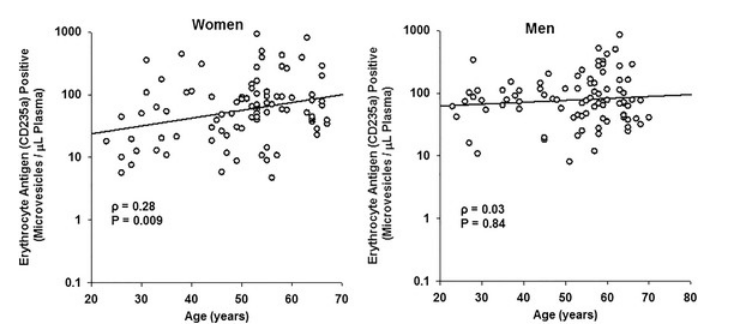 Women
Erythrocyte Antigen (CD235a) Positive
(Microvesicles / µL Plasma)
1000
100
10
1
0.1
ρ = 0.28
P = 0.009
20 30 40 50 60 70
Age (years)
Men
Erythrocyte Antigen (CD235a) Positive
(Microvesicles / µL Plasma)
1000
100
10
1
0.1
ρ = 0.03
P = 0.84
20 30 40 50 60 70 80
Age (years)